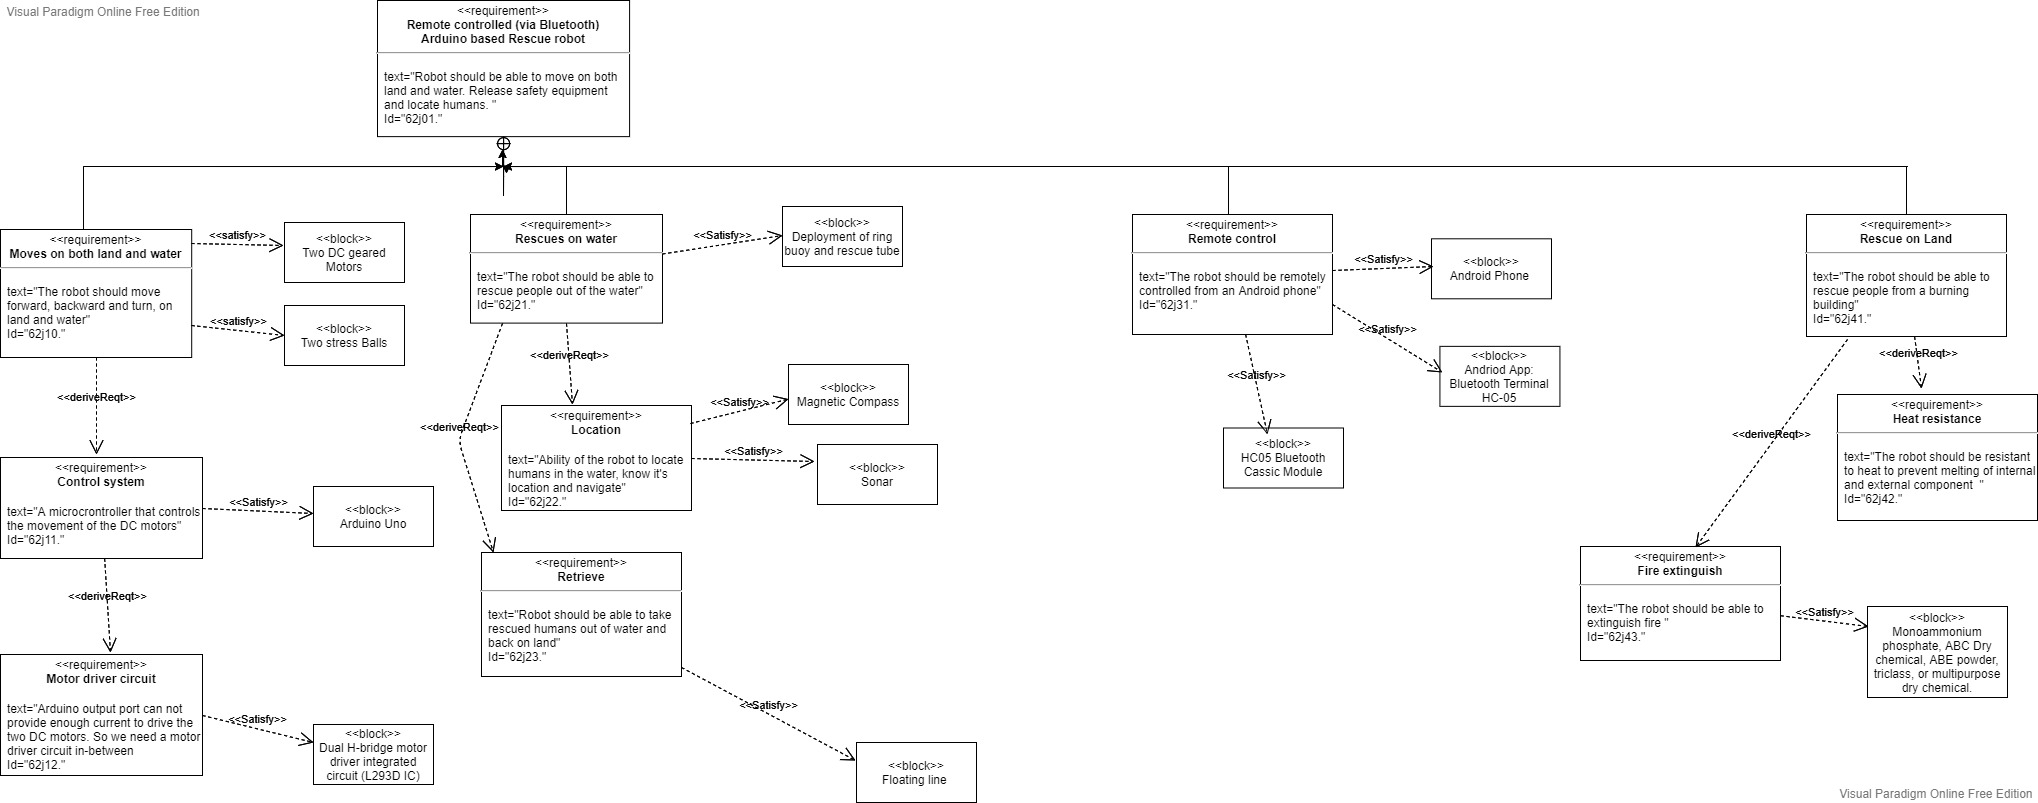 Visual Paradigm Online Free Edition
<<requirement>>
Remote controlled (via Bluetooth)
Arduino based Rescue robot
text="Robot should be able to move on both
land and water. Release safety equipment
and locate humans. "
Id="62j01."
<<requirement>>
Moves on both land and water
text="The robot should move
forward, backward and turn, on
land and water"
Id="62j10."
<<satisfy>>
<<block>>
Two DC geared
Motors
<<satisfy>>
<<block>>
Two stress Balls
<<deriveReqt>>
<<requirement>>
Control system
text="A microcrontroller that controls
the movement of the DC motors"
Id="62j11."
<<Satisfy>>
<<block>>
Arduino Uno
<<deriveReqt>>
<<requirement>>
Motor driver circuit
text="Arduino output port can not
provide enough current to drive the
two DC motors. So we need a motor
driver circuit in-between
Id="62j12."
<<Satisfy>>
<<block>>
Dual H-bridge motor
driver integrated
circuit (L293D IC)
<<requirement>>
Rescues on water
text="The robot should be able to
rescue people out of the water"
Id="62j21."
<<Satisfy>>
<<block>>
Deployment of ring
buoy and rescue tube
<<deriveReqt>>
<<requirement>>
Location
text="Ability of the robot to locate
humans in the water, know it's
location and navigate"
Id="62j22."
<<Satisfy>>
<<block>>
Magnetic Compass
<<Satisfy>>
<<block>>
Sonar
<<deriveReqt>>
<<requirement>>
Retrieve
text="Robot should be able to take
rescued humans out of water and
back on land"
Id="62j23."
<<Satisfy>>
<<block>>
Floating line
<<requirement>>
Remote control
text="The robot should be remotely
controlled from an Android phone"
Id="62j31."
<<Satisfy>>
<<block>>
Android Phone
<<Satisfy>>
<<block>>
Andriod App:
Bluetooth Terminal
HC-05
<<Satisfy>>
<<block>>
HC05 Bluetooth
Cassic Module
<<requirement>>
Rescue on Land
text="The robot should be able to
rescue people from a burning
building"
Id="62j41."
<<deriveReqt>>
<<requirement>>
Heat resistance
text="The robot should be resistant
to heat to prevent melting of internal
and external component  "
Id="62j42."
<<deriveReqt>>
<<requirement>>
Fire extinguish
text="The robot should be able to
extinguish fire "
Id="62j43."
<<Satisfy>>
<<block>>
Monoammonium
phosphate, ABC Dry
chemical, ABE powder,
triclass, or multipurpose
dry chemical.
Visual Paradigm Online Free Edition